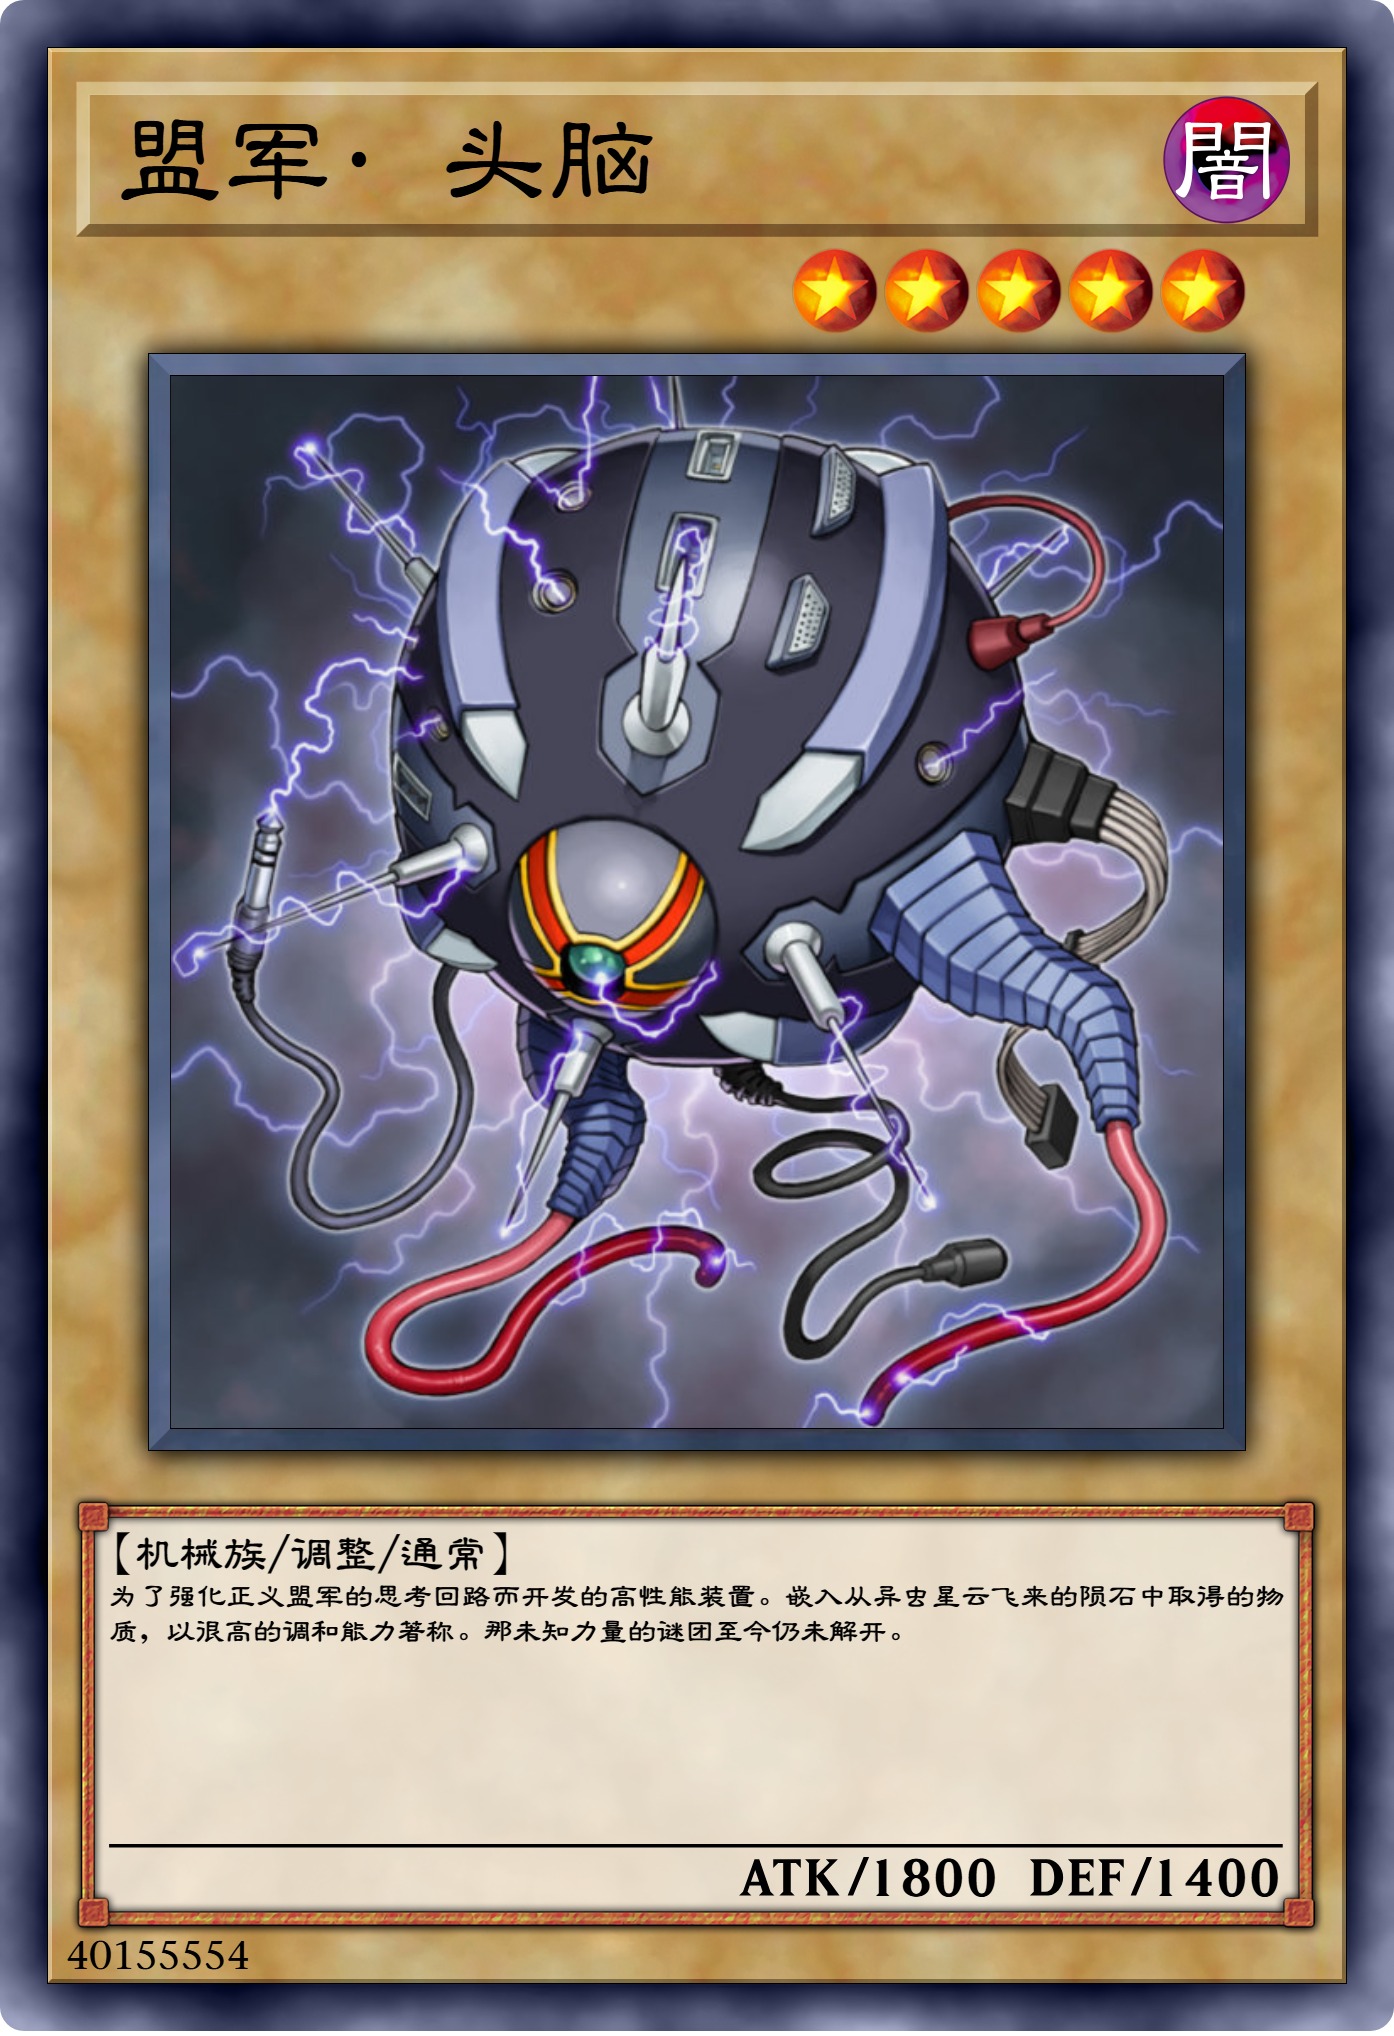 盟军·头脑
闇
【机械族/调整/通常】
为了强化正义盟军的思考回路而开发的高性能装置。嵌入从异虫星云飞来的陨石中取得的物
质，以很高的调和能力著称。那未知力量的谜团至今仍未解开。
ATK/1800 DEF/1400
40155554